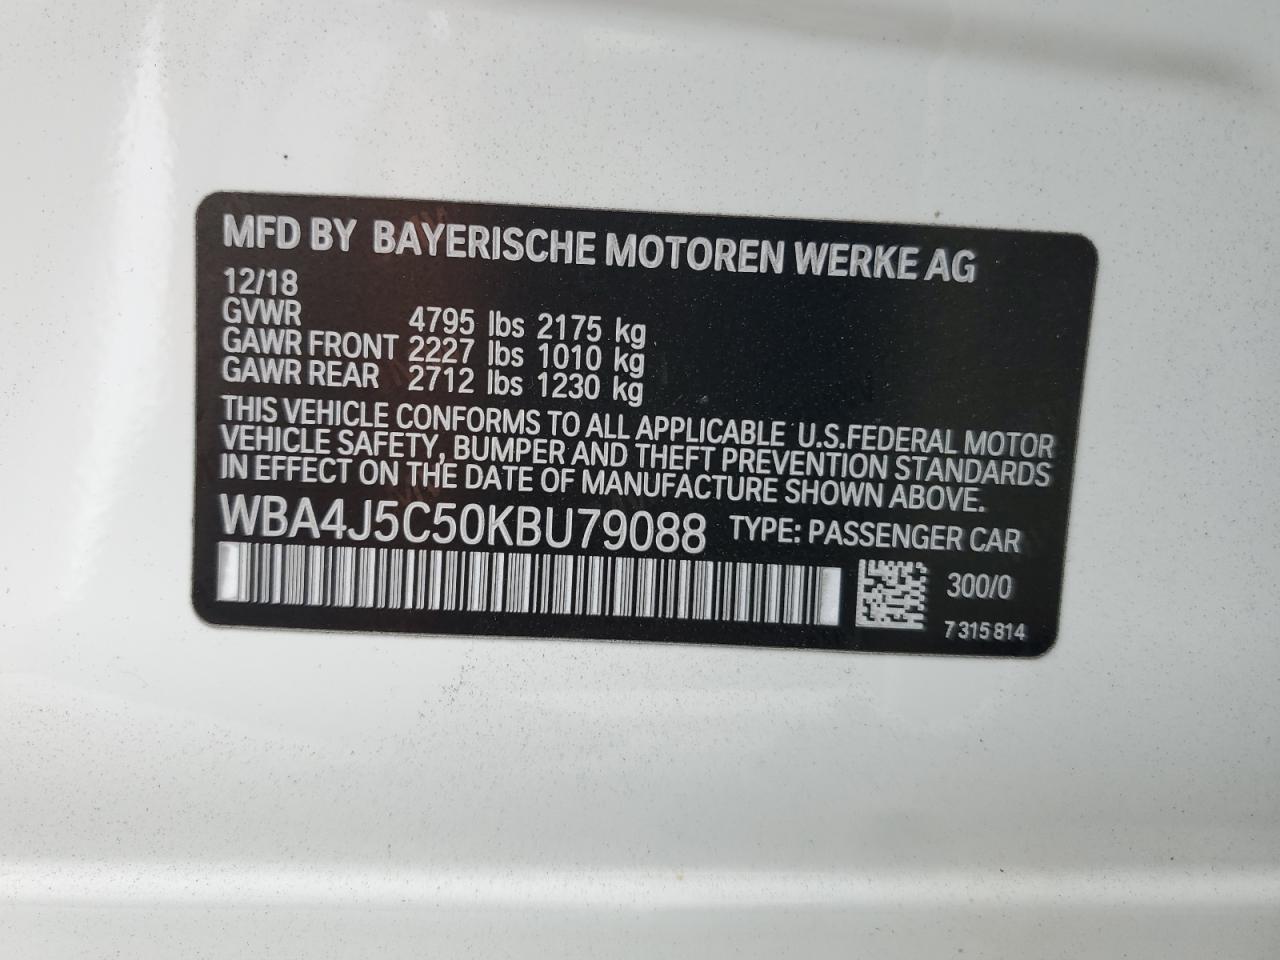 MFD BY BAYERISCHE MOTOREN WERKE AG
12/18
GVWR 4795 lbs 2175 kg
GAWR FRONT 2227 lbs 1010 kg
GAWR REAR 2712 lbs 1230 kg
THIS VEHICLE CONFORMS TO ALL APPLICABLE U.S.FEDERAL MOTOR
VEHICLE SAFETY, BUMPER AND THEFT PREVENTION STANDARDS
IN EFFECT ON THE DATE OF MANUFACTURE SHOWN ABOVE.
WBA4J5C50KBU79088 TYPE: PASSENGER CAR
300/0
7 315 814